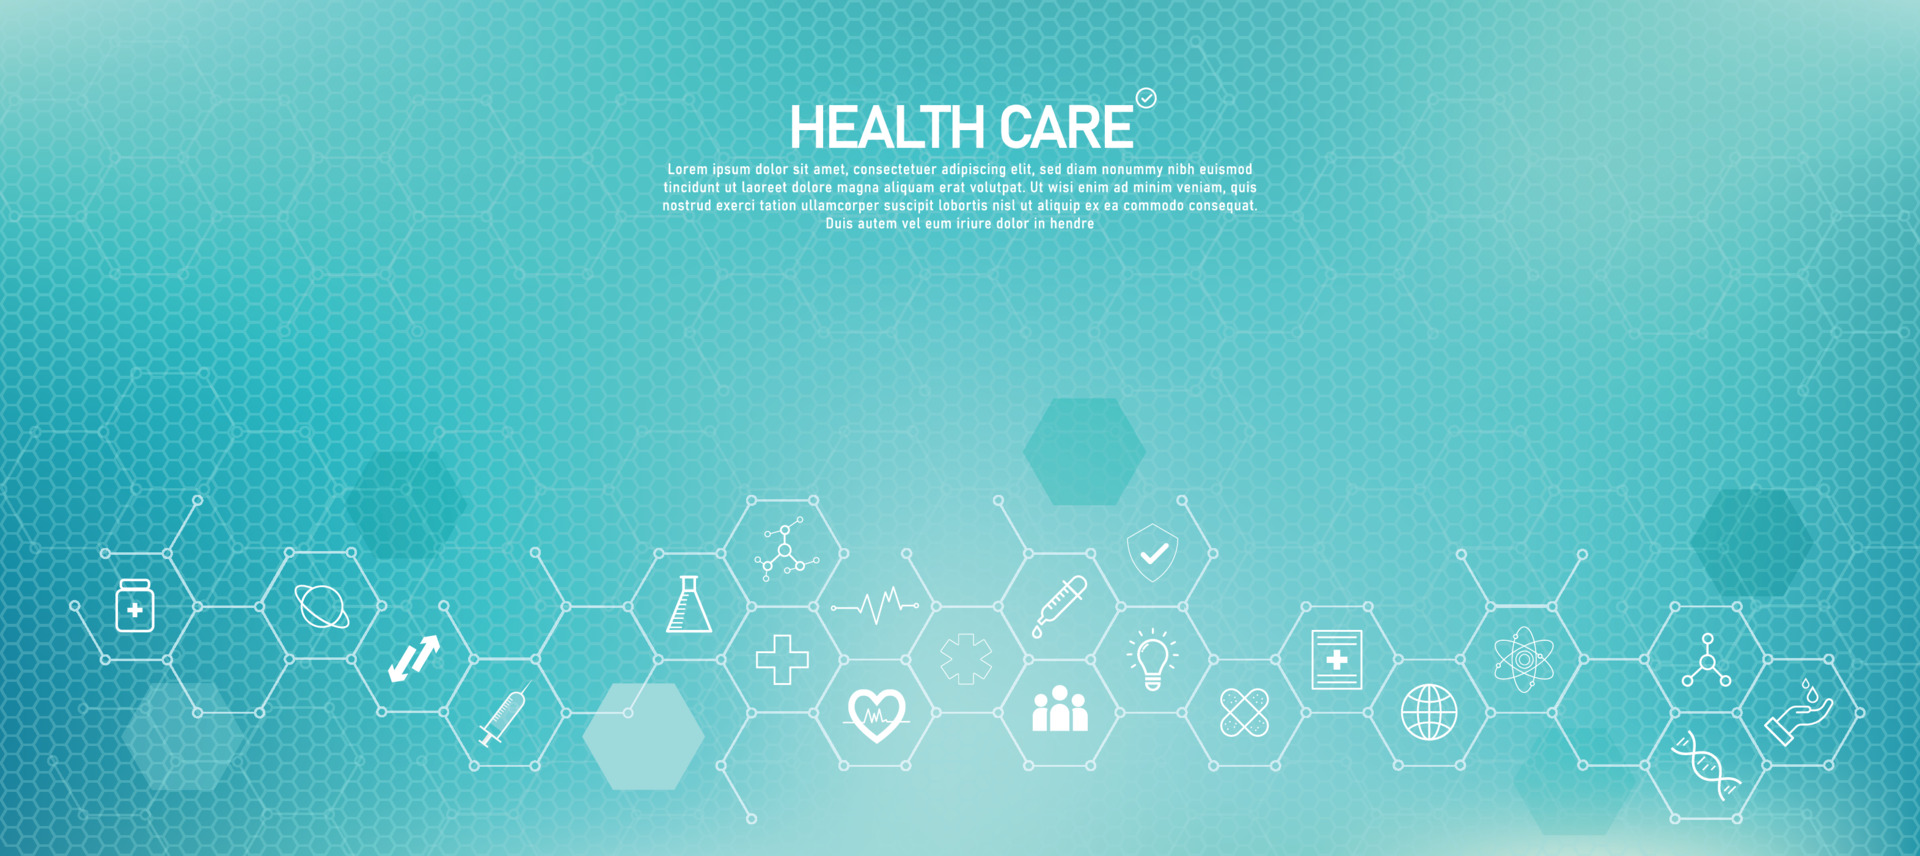 HEALTH CARE
Lorem ipsum dolor sit amet, consectetuer adipiscing elit, sed diam nonummy nibh euismod
tincidunt ut laoreet dolore magna aliquam erat volutpat. Ut wisi enim ad minim veniam, quis
nostrud exerci tation ullamcorper suscipit lobortis nisl ut aliquip ex ea commodo consequat.
Duis autem vel eum iriure dolor in hendre